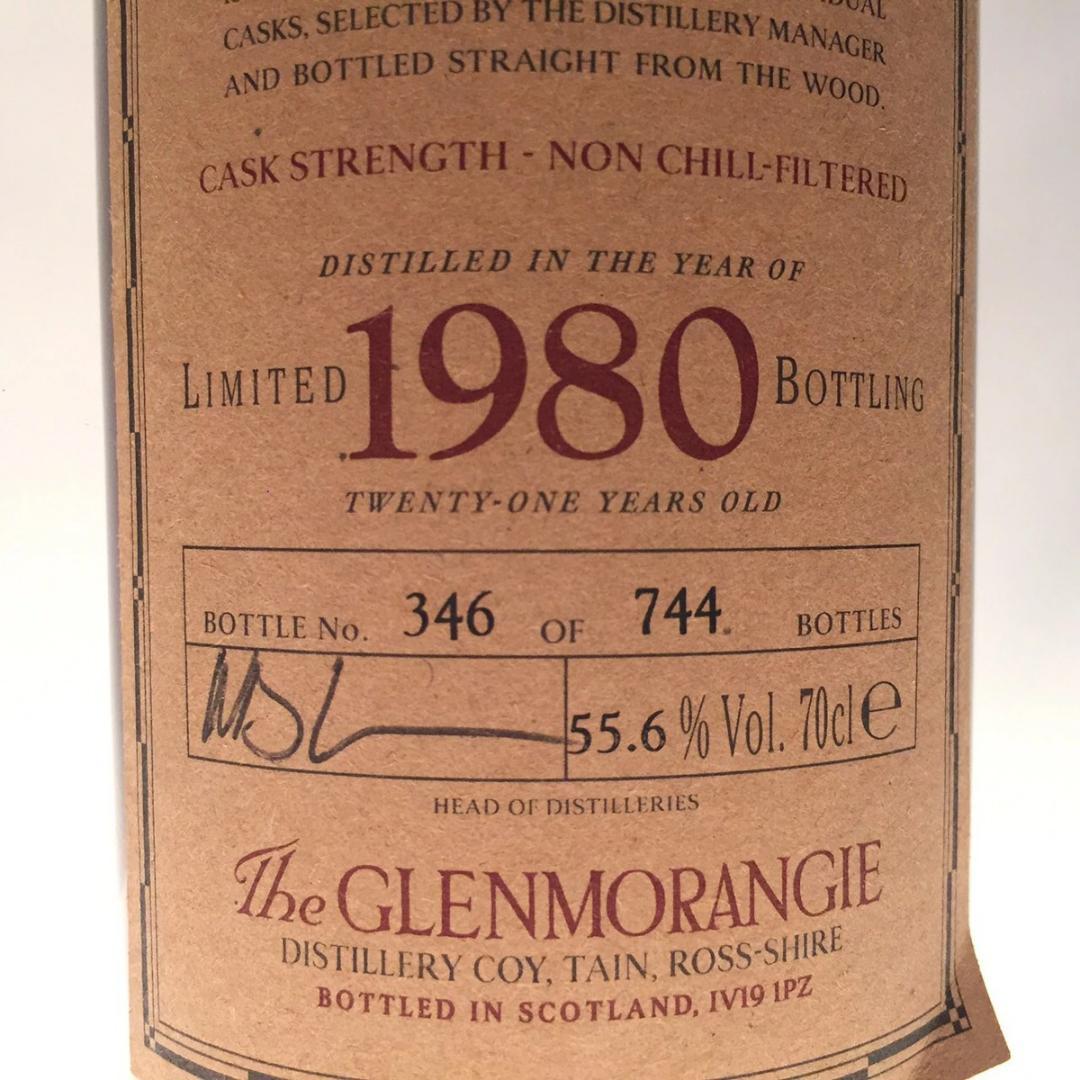 CASKS, SELECTED BY THE DISTILLERY MANAGER
AND BOTTLED STRAIGHT FROM THE WOOD.
CASK STRENGTH - NON CHILL-FILTERED
DISTILLED IN THE YEAR OF
LIMITED 1980 BOTTLING
TWENTY-ONE YEARS OLD
BOTTLE No. 346 OF 744 BOTTLES
55.6 % Vol. 70cl e
HEAD OF DISTILLERIES
The GLENMORANGIE
DISTILLERY COY, TAIN, ROSS-SHIRE
BOTTLED IN SCOTLAND, IV19 1PZ